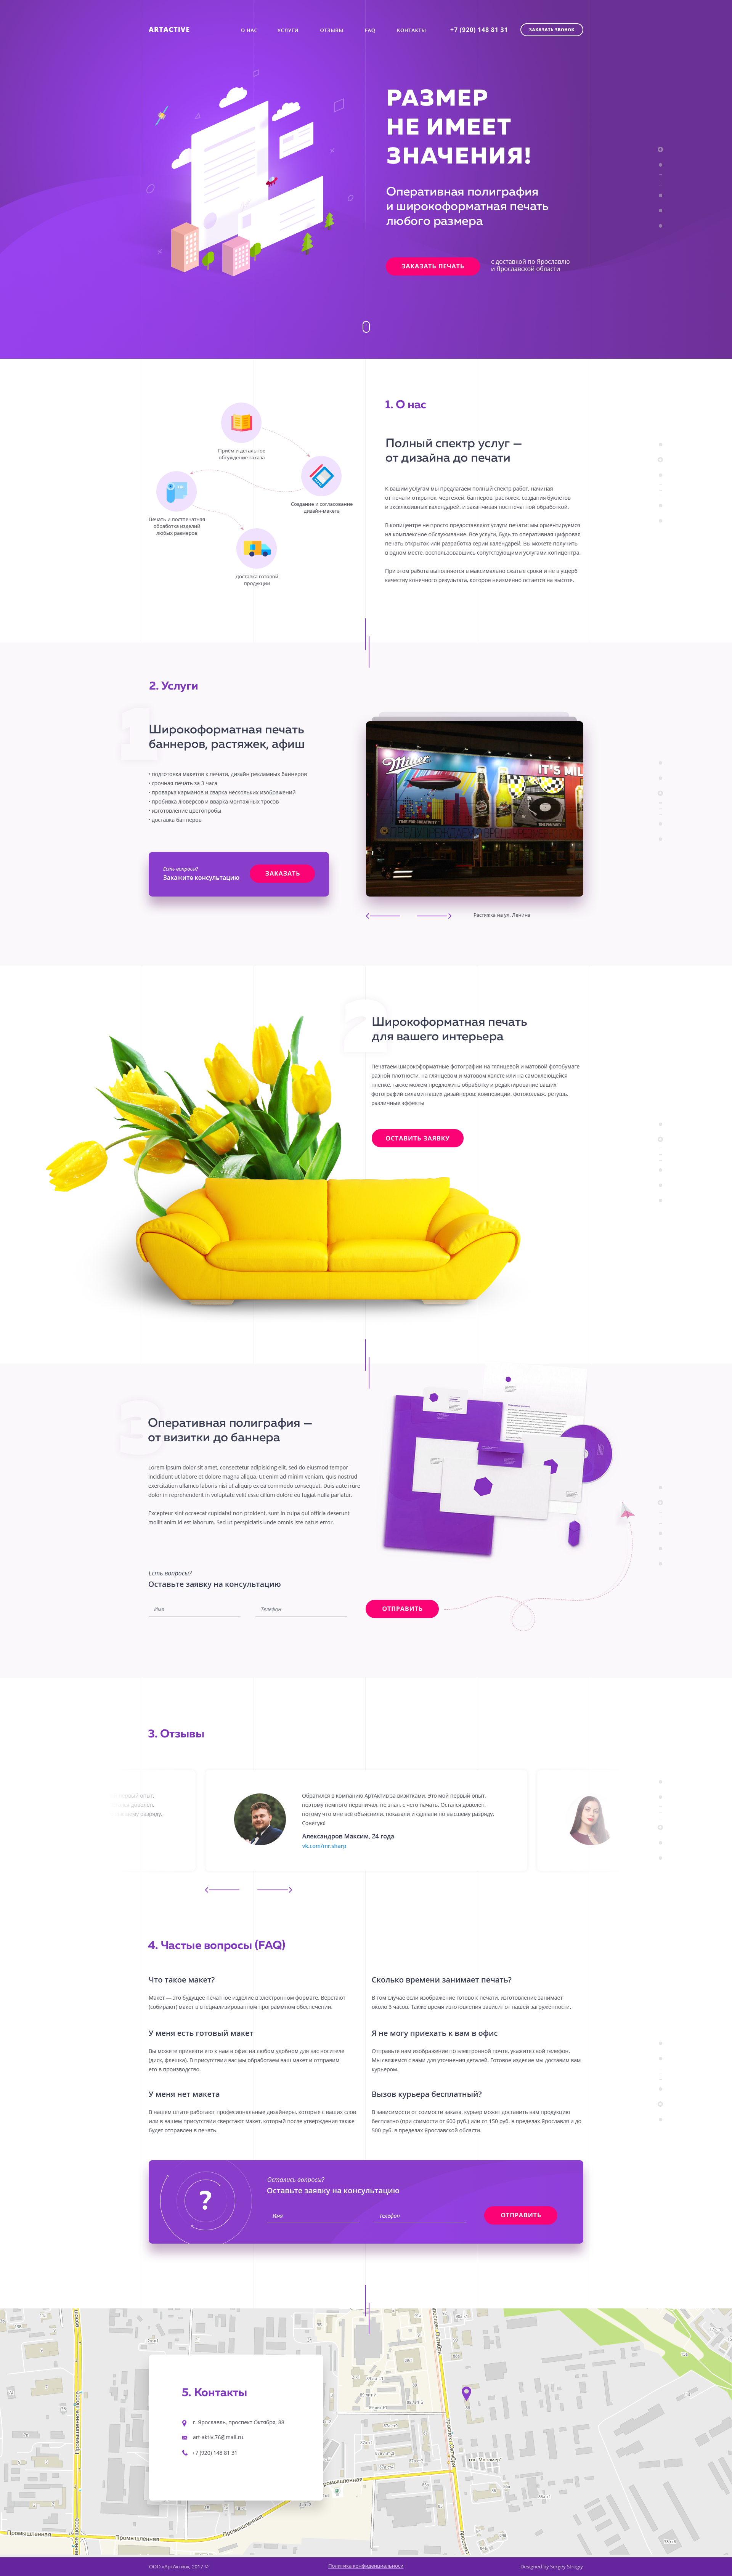 ARTACTIVE
О НАС
УСЛУГИ
ОТЗЫВЫ
FAQ
КОНТАКТЫ
+7 (920) 148 81 31
ЗАКАЗАТЬ ЗВОНОК
РАЗМЕР
НЕ ИМЕЕТ
ЗНАЧЕНИЯ!
Оперативная полиграфия
и широкоформатная печать
любого размера
ЗАКАЗАТЬ ПЕЧАТЬ
с доставкой по Ярославлю
и Ярославской области
1. О нас
Приём и детальное
обсуждение заказа
Создание и согласование
дизайн-макета
Печать и постпечатная
обработка изделий
любых размеров
Доставка готовой
продукции
Полный спектр услуг —
от дизайна до печати
К вашим услугам мы предлагаем полный спектр работ, начиная
от печати открыток, чертежей, баннеров, растяжек, создания буклетов
и эксклюзивных календарей, и заканчивая постпечатной обработкой.
В копицентре не просто предоставляют услуги печати: мы ориентируемся
на комплексное обслуживание. Все услуги, будь то оперативная цифровая
печать открыток или разработка серии календарей, Вы можете получить
в одном месте, воспользовавшись сопутствующими услугами копицентра.
При этом работа выполняется в максимально сжатые сроки и не в ущерб
качеству конечного результата, которое неизменно остается на высоте.
2. Услуги
1
Широкоформатная печать
баннеров, растяжек, афиш
• подготовка макетов к печати, дизайн рекламных баннеров
• срочная печать за 3 часа
• проварка карманов и сварка нескольких изображений
• пробивка люверсов и вварка монтажных тросов
• изготовление цветопробы
• доставка баннеров
Есть вопросы?
Закажите консультацию
ЗАКАЗАТЬ
Miller
IT'S MIL
TIME FOR CREATIVITY
Растяжка на ул. Ленина
2
Широкоформатная печать
для вашего интерьера
Печатаем широкоформатные фотографии на глянцевой и матовой фотобумаге
разной плотности, на глянцевом и матовом холсте или на самоклеющейся
пленке. также можем предложить обработку и редактирование ваших
фотографий силами наших дизайнеров: композиции, фотоколлаж, ретушь,
различные эффекты
ОСТАВИТЬ ЗАЯВКУ
3
Оперативная полиграфия —
от визитки до баннера
Lorem ipsum dolor sit amet, consectetur adipisicing elit, sed do eiusmod tempor
incididunt ut labore et dolore magna aliqua. Ut enim ad minim veniam, quis nostrud
exercitation ullamco laboris nisi ut aliquip ex ea commodo consequat. Duis aute irure
dolor in reprehenderit in voluptate velit esse cillum dolore eu fugiat nulla pariatur.
Excepteur sint occaecat cupidatat non proident, sunt in culpa qui officia deserunt
mollit anim id est laborum. Sed ut perspiciatis unde omnis iste natus error.
Есть вопросы?
Оставьте заявку на консультацию
Имя
Телефон
ОТПРАВИТЬ
3. Отзывы
Обратился в компанию АртАктив за визитками. Это мой первый опыт,
поэтому немного нервничал, не знал, с чего начать. Остался доволен,
потому что мне всё объяснили, показали и сделали по высшему разряду.
Советую!
Александров Максим, 24 года
vk.com/mr.sharp
4. Частые вопросы (FAQ)
Что такое макет?
Макет — это будущее печатное изделие в электронном формате. Верстают
(собирают) макет в специализированном программном обеспечении.
Сколько времени занимает печать?
В том случае если изображение готово к печати, изготовление занимает
около 3 часов. Также время изготовления зависит от нашей загруженности.
У меня есть готовый макет
Вы можете привезти его к нам в офис на любом удобном для вас носителе
(диск, флешка). В присутствии вас мы обработаем ваш макет и отправим
его в производство.
Я не могу приехать к вам в офис
Отправьте нам изображение по электронной почте, укажите свой телефон.
Мы свяжемся с вами для уточнения деталей. Готовое изделие мы доставим вам
курьером.
У меня нет макета
В нашем штате работают профессиональные дизайнеры, которые с ваших слов
или в вашем присутствии сверстают макет, который после утверждения также
будет отправлен в печать.
Вызов курьера бесплатный?
В зависимости от соимости заказа, курьер может доставить вам продукцию
бесплатно (при соимости от 600 руб.) или от 150 руб. в пределах Ярославля и до
500 руб. в пределах Ярославской области.
?
Остались вопросы?
Оставьте заявку на консультацию
Имя
Телефон
ОТПРАВИТЬ
5. Контакты
г. Ярославль, проспект Октября, 88
art-aktiv.76@mail.ru
+7 (920) 148 81 31
Промышленное шоссе
проспект Октября
Промышленная
Промышленная
Промышленная
ООО «АртАктив», 2017 ©
Политика конфиденциальноси
Designed by Sergey Strogiy